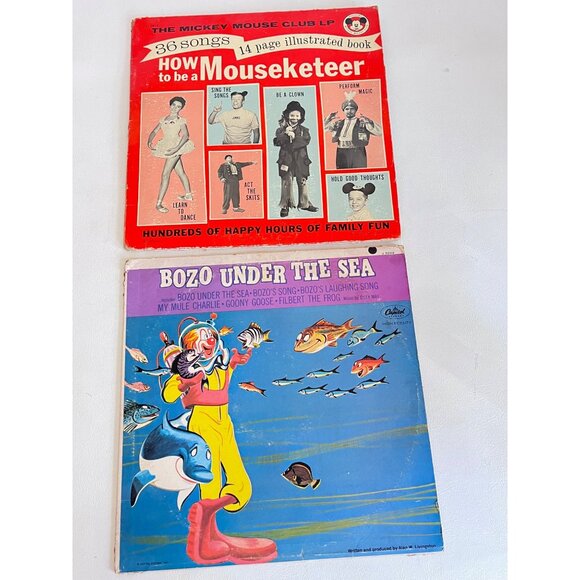 THE MICKEY MOUSE CLUB LP
36 songs 14 page illustrated book
HOW to be a Mouseketeer
SING THE SONGS
BE A CLOWN
PERFORM MAGIC
LEARN TO DANCE
ACT THE SKITS
HOLD GOOD THOUGHTS
HUNDREDS OF HAPPY HOURS OF FAMILY FUN
BOZO UNDER THE SEA
BOZO UNDER THE SEA • BOZO'S SONG • BOZO'S LAUGHING SONG
MY MULE CHARLIE • GOONY GOOSE • FILBERT THE FROG
Capitol
Written and produced by Alan W. Livingston